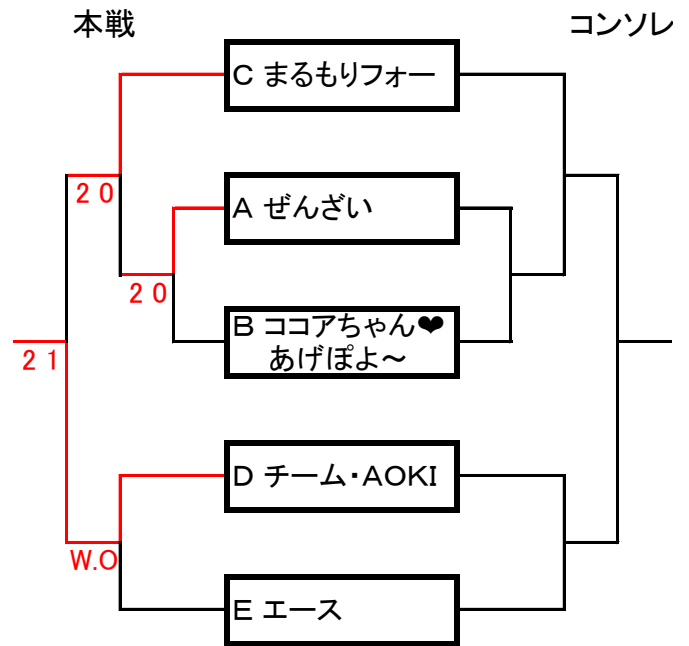 本戦 コンソレ
C まるもりフォー
20
A ぜんざい
20
B ココアちゃん❤
あげぽよ～
21
D チーム・AOKI
W.O
E エース